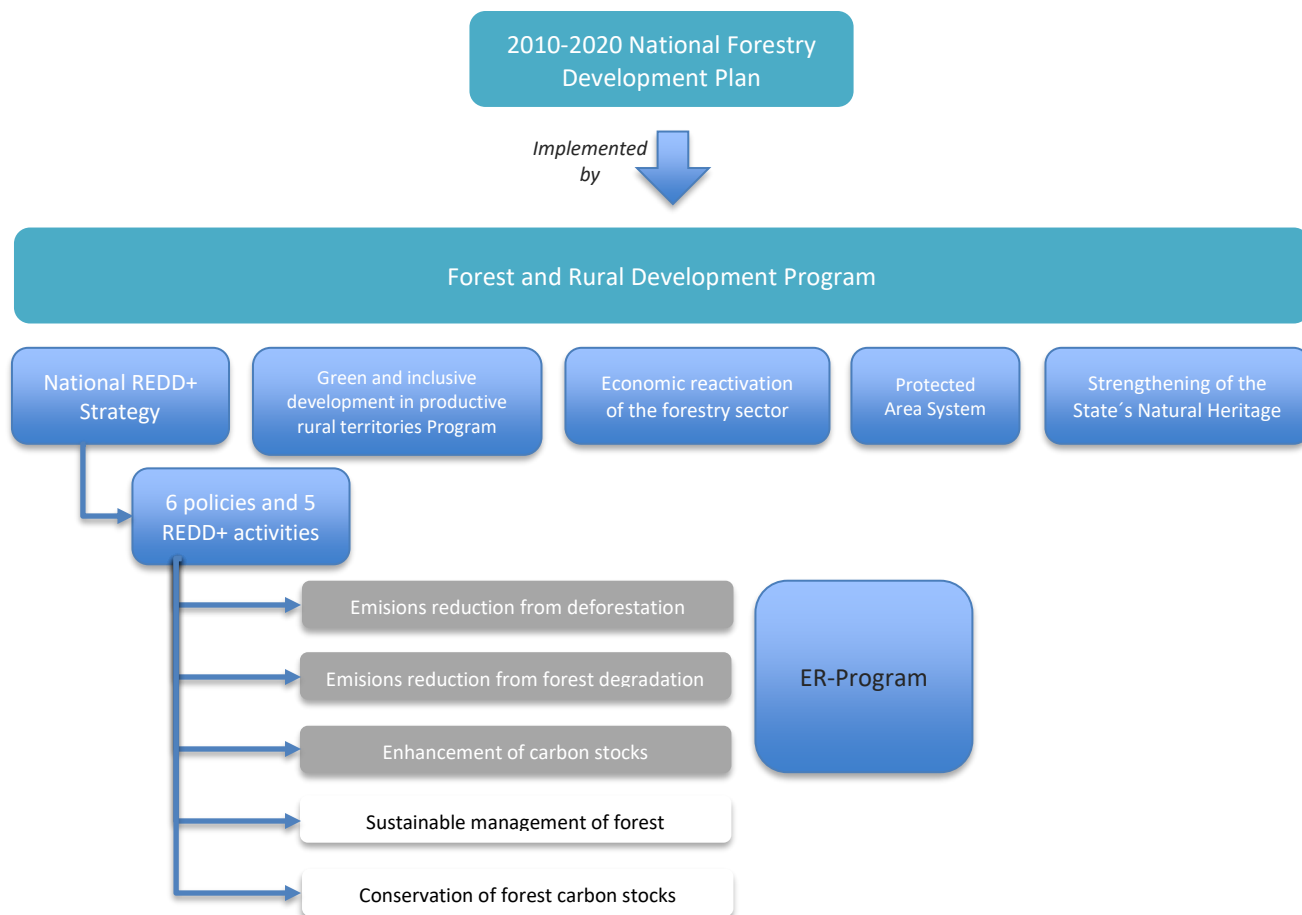 2010-2020 National Forestry
Development Plan
Implemented
by
Forest and Rural Development Program
National REDD+
Strategy
Green and inclusive
development in productive
rural territories Program
Economic reactivation
of the forestry sector
Protected
Area System
Strengthening of the
State´s Natural Heritage
6 policies and 5
REDD+ activities
Emisions reduction from deforestation
Emisions reduction from forest degradation
Enhancement of carbon stocks
Sustainable management of forest
Conservation of forest carbon stocks
ER-Program